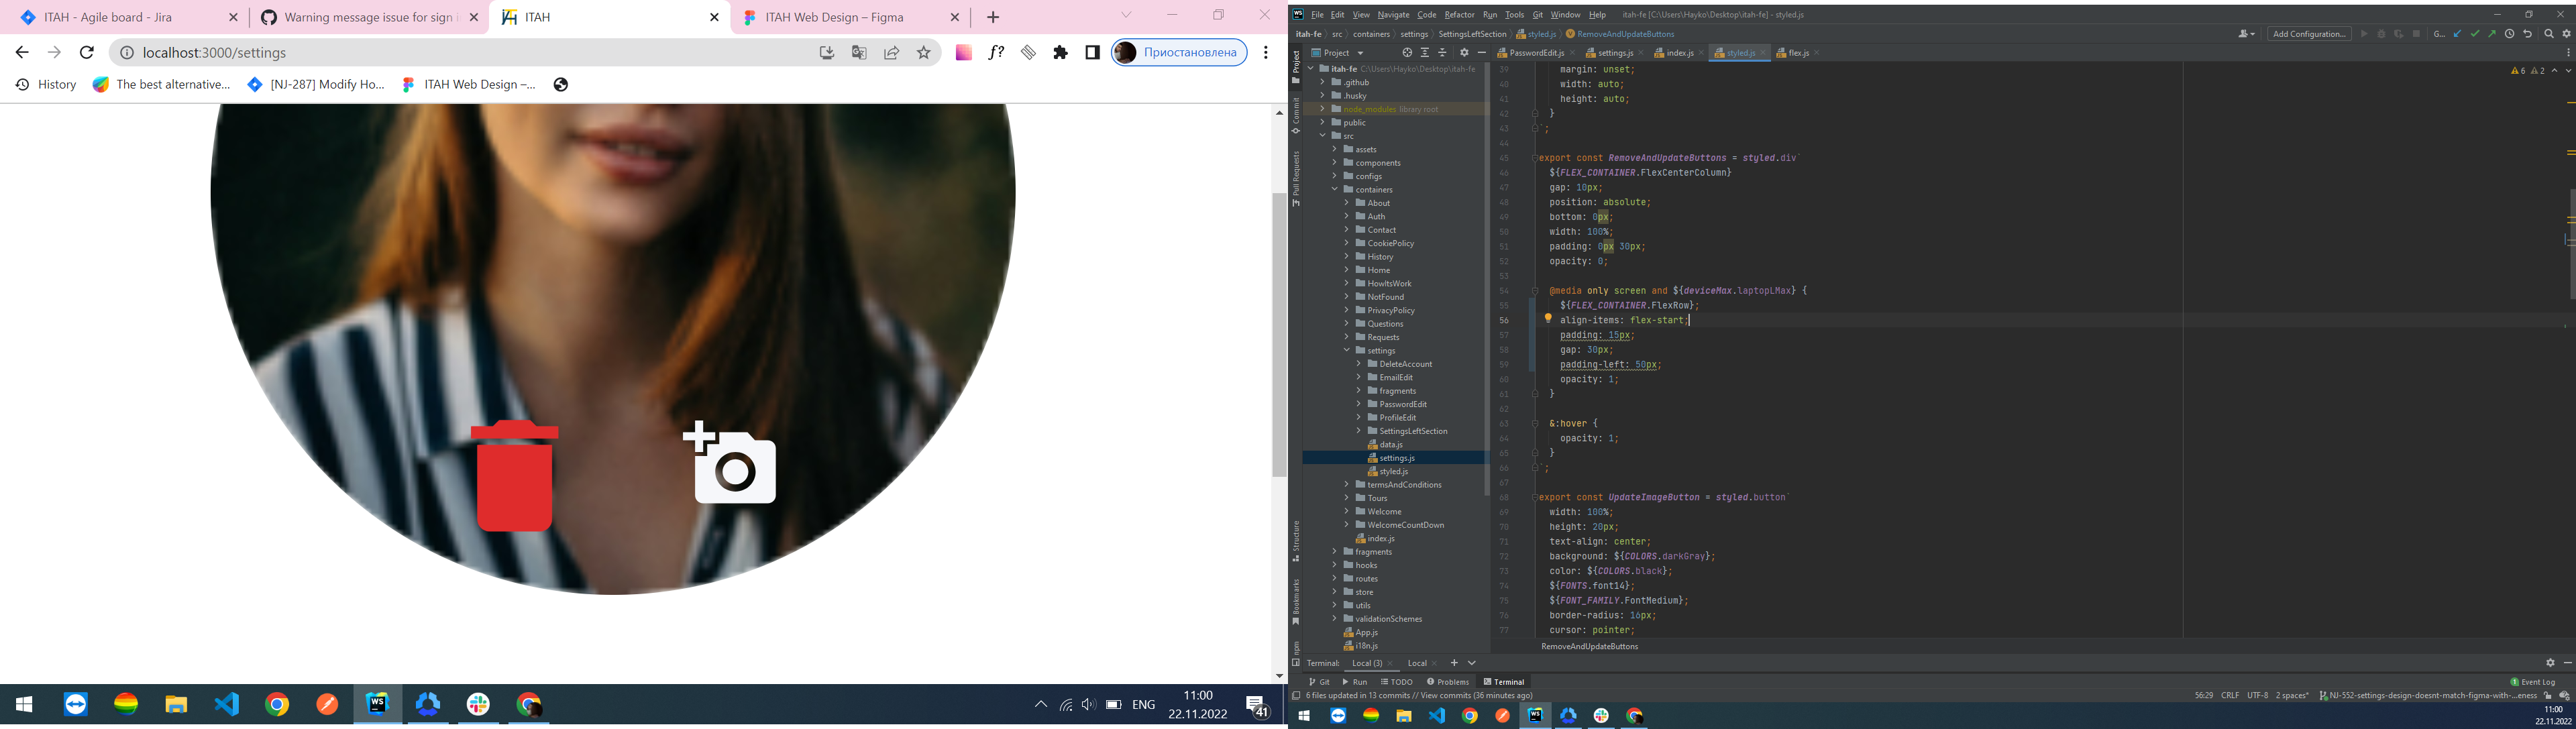 ITAH - Agile board - Jira
Warning message issue for sign i
ITAH
ITAH Web Design – Figma
localhost:3000/settings
Приостановлена
History
The best alternative...
[NJ-287] Modify Ho...
ITAH Web Design –...
ENG
11:00
22.11.2022
41
File Edit View Navigate Code Refactor Run Tools Git Window Help
itah-fe [C:\Users\Hayko\Desktop\itah-fe] - styled.js
itah-fe src containers settings SettingsLeftSection styled.js RemoveAndUpdateButtons
Add Configuration...
G...
Project
PasswordEdit.js
settings.js
index.js
styled.js
flex.js
Project
Commit
Pull Requests
Structure
Bookmarks
npm
itah-fe C:\Users\Hayko\Desktop\itah-fe
.github
.husky
node_modules library root
public
src
assets
components
configs
containers
About
Auth
Contact
CookiePolicy
History
Home
HowItsWork
NotFound
PrivacyPolicy
Questions
Requests
settings
DeleteAccount
EmailEdit
fragments
PasswordEdit
ProfileEdit
SettingsLeftSection
data.js
settings.js
styled.js
termsAndConditions
Tours
Welcome
WelcomeCountDown
index.js
fragments
hooks
routes
store
utils
validationSchemes
App.js
i18n.js
6 2
39 margin: unset;
40 width: auto;
41 height: auto;
42 }
43 `;
44
45 export const RemoveAndUpdateButtons = styled.div`
46 ${FLEX_CONTAINER.FlexCenterColumn}
47 gap: 10px;
48 position: absolute;
49 bottom: 0px;
50 width: 100%;
51 padding: 0px 30px;
52 opacity: 0;
53
54 @media only screen and ${deviceMax.laptopLMax} {
55 ${FLEX_CONTAINER.FlexRow};
56 align-items: flex-start;
57 padding: 15px;
58 gap: 30px;
59 padding-left: 50px;
60 opacity: 1;
61 }
62
63 &:hover {
64 opacity: 1;
65 }
66 `;
67
68 export const UpdateImageButton = styled.button`
69 width: 100%;
70 height: 20px;
71 text-align: center;
72 background: ${COLORS.darkGray};
73 color: ${COLORS.black};
74 ${FONTS.font14};
75 ${FONT_FAMILY.FontMedium};
76 border-radius: 16px;
77 cursor: pointer;
RemoveAndUpdateButtons
Terminal: Local (3) Local
Git Run TODO Problems Terminal
1 Event Log
6 files updated in 13 commits // View commits (36 minutes ago)
56:29 CRLF UTF-8 2 spaces* NJ-552-settings-design-doesnt-match-figma-with-...eness
11:00
22.11.2022